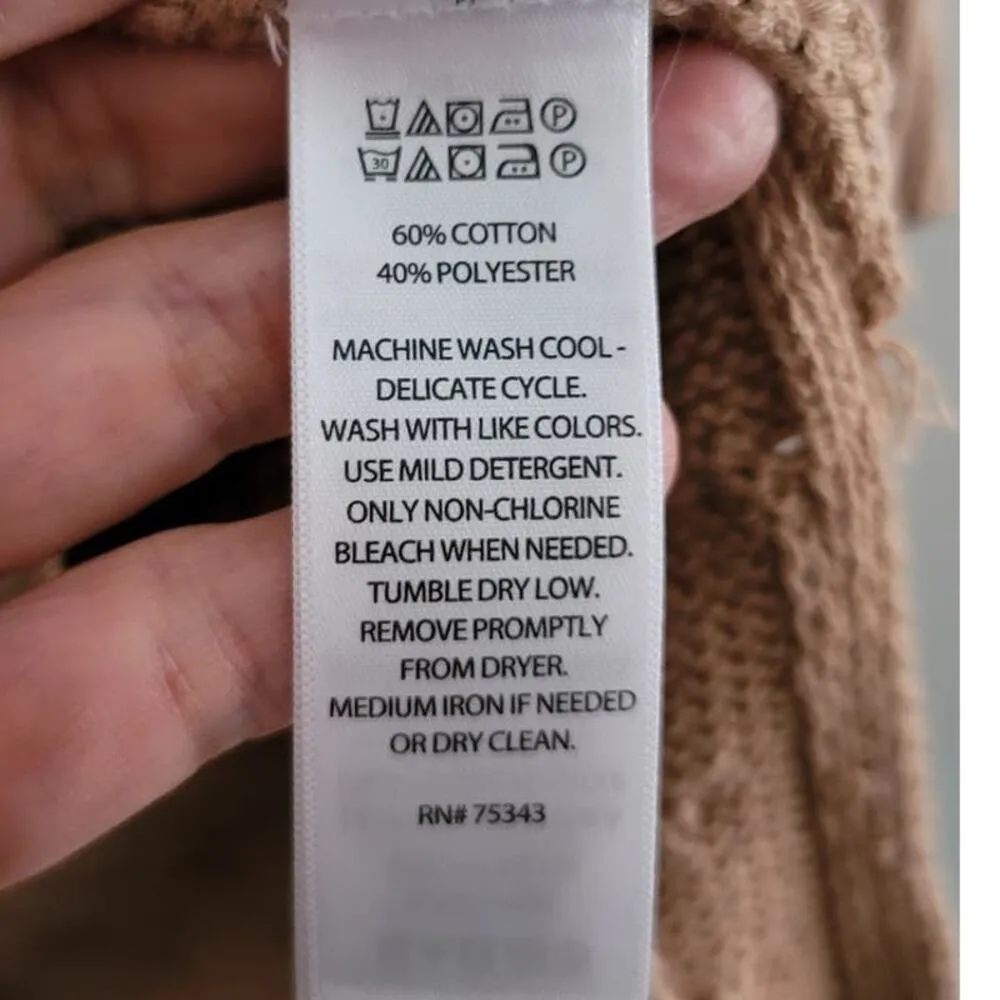 P
30 P
60% COTTON
40% POLYESTER
MACHINE WASH COOL -
DELICATE CYCLE.
WASH WITH LIKE COLORS.
USE MILD DETERGENT.
ONLY NON-CHLORINE
BLEACH WHEN NEEDED.
TUMBLE DRY LOW.
REMOVE PROMPTLY
FROM DRYER.
MEDIUM IRON IF NEEDED
OR DRY CLEAN.
RN# 75343